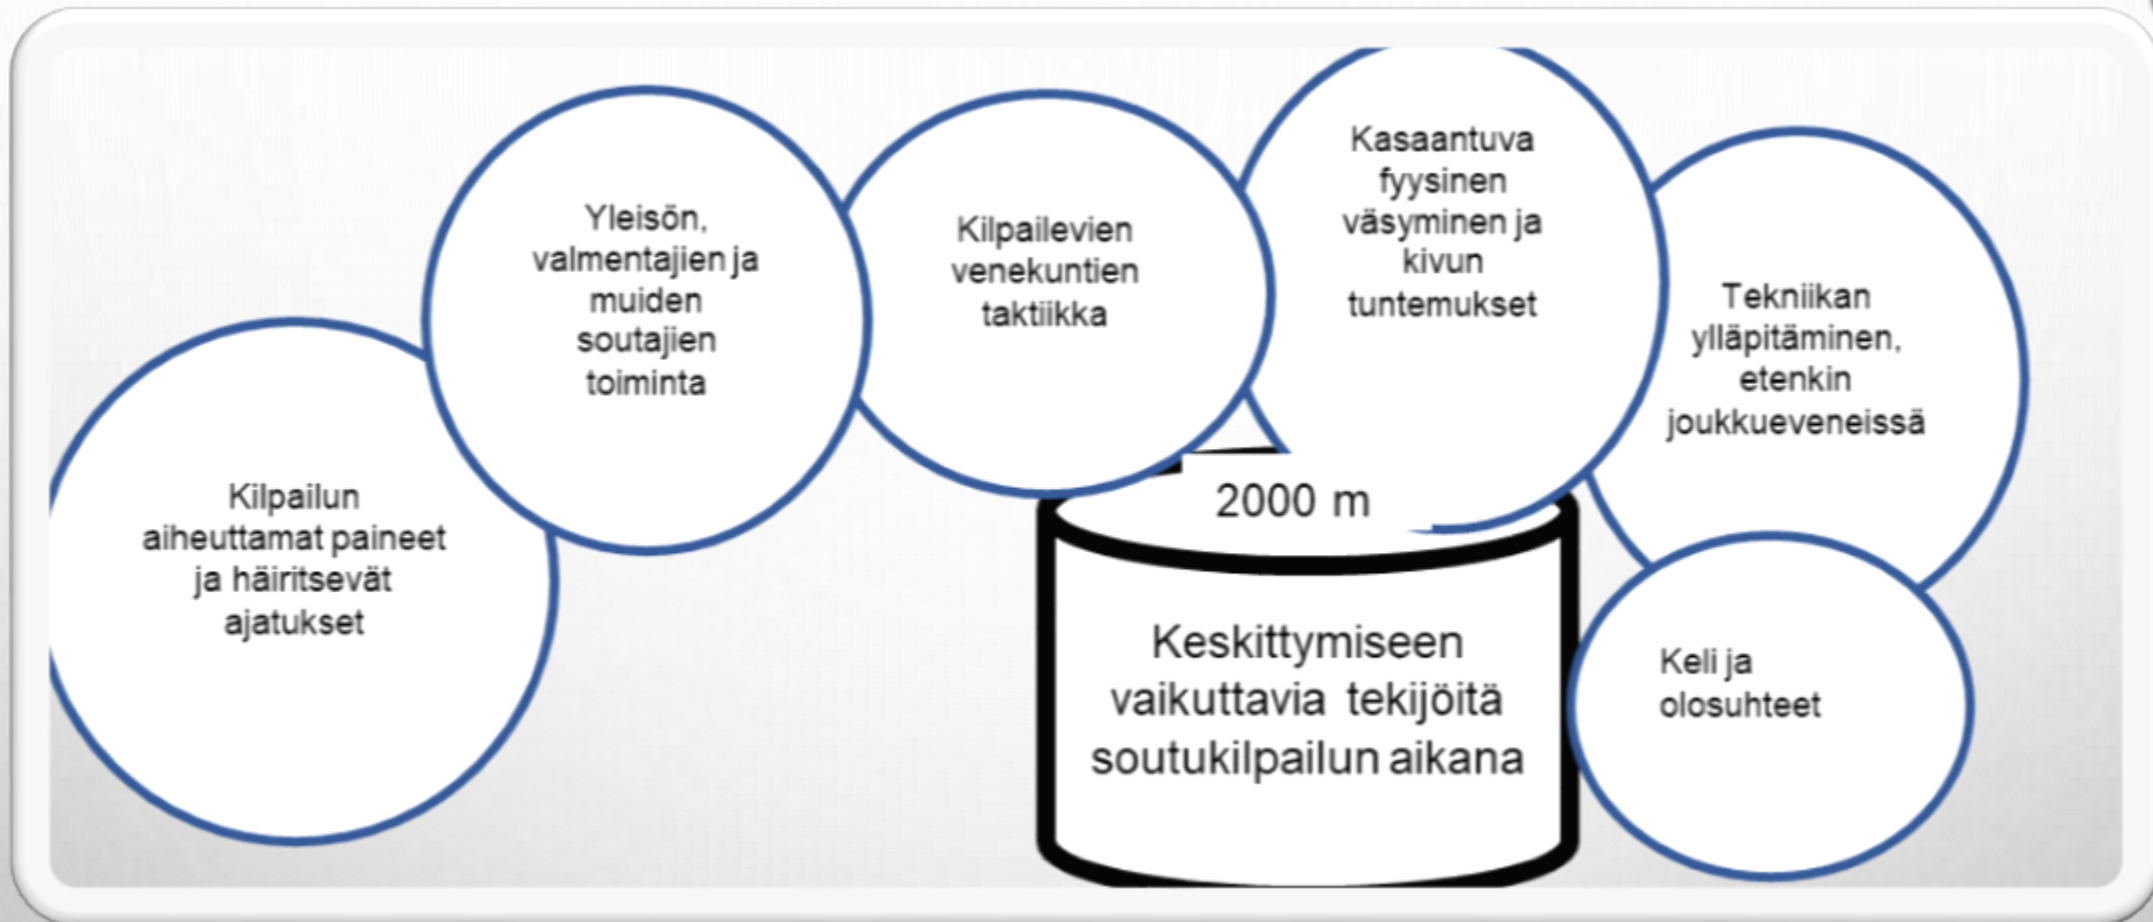 Kilpailun
aiheuttamat paineet
ja häiritsevät
ajatukset
Yleisön,
valmentajien ja
muiden
soutajien
toiminta
Kilpailevien
venekuntien
taktiikka
Kasaantuva
fyysinen
väsyminen ja
kivun
tuntemukset
Tekniikan
ylläpitäminen,
etenkin
joukkueveneissä
Keli ja
olosuhteet
2000 m
Keskittymiseen
vaikuttavia tekijöitä
soutukilpailun aikana